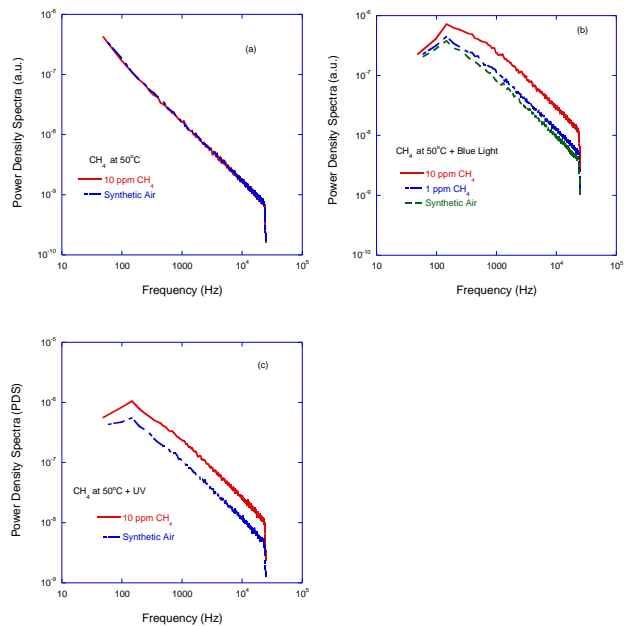 10⁻⁶
10⁻⁷
10⁻⁸
10⁻⁹
10⁻¹⁰
Power Density Spectra (a.u.)
(a)
CH₄ at 50°C
10 ppm CH₄
Synthetic Air
10 100 1000 10⁴ 10⁵
Frequency (Hz)
10⁻⁶
10⁻⁷
10⁻⁸
10⁻⁹
10⁻¹⁰
Power Density Spectra (a.u.)
(b)
CH₄ at 50°C + Blue Light
10 ppm CH₄
1 ppm CH₄
Synthetic Air
10 100 1000 10⁴ 10⁵
Frequency (Hz)
10⁻⁵
10⁻⁶
10⁻⁷
10⁻⁸
10⁻⁹
Power Density Spectra (PDS)
(c)
CH₄ at 50°C + UV
10 ppm CH₄
Synthetic Air
10 100 1000 10⁴ 10⁵
Frequency (Hz)